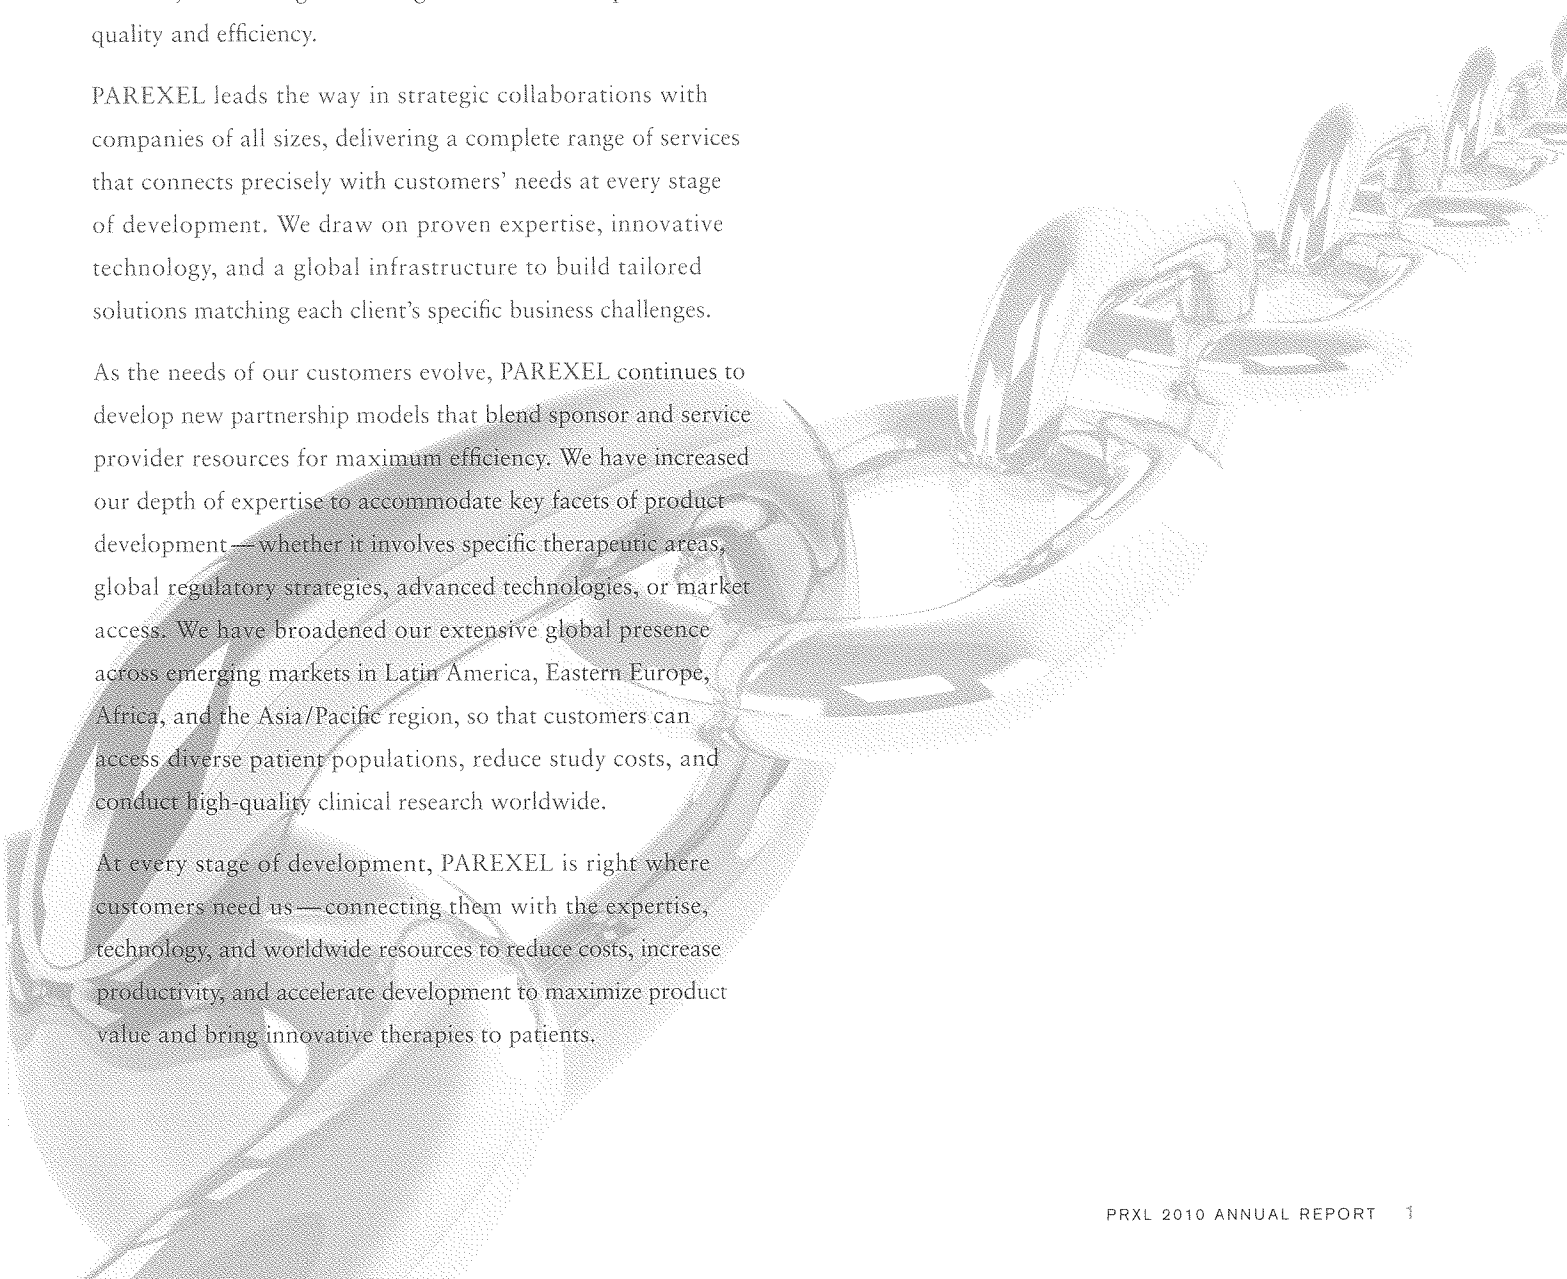 quality and efficiency.
PAREXEL leads the way in strategic collaborations with
companies of all sizes, delivering a complete range of services
that connects precisely with customers’ needs at every stage
of development. We draw on proven expertise, innovative
technology, and a global infrastructure to build tailored
solutions matching each client’s specific business challenges.
As the needs of our customers evolve, PAREXEL continues to
develop new partnership models that blend sponsor and service
provider resources for maximum efficiency. We have increased
our depth of expertise to accommodate key facets of product
development—whether it involves specific therapeutic areas,
global regulatory strategies, advanced technologies, or market
access. We have broadened our extensive global presence
across emerging markets in Latin America, Eastern Europe,
Africa, and the Asia/Pacific region, so that customers can
access diverse patient populations, reduce study costs, and
conduct high-quality clinical research worldwide.
At every stage of development, PAREXEL is right where
customers need us—connecting them with the expertise,
technology, and worldwide resources to reduce costs, increase
productivity, and accelerate development to maximize product
value and bring innovative therapies to patients.
PRXL 2010 ANNUAL REPORT 1